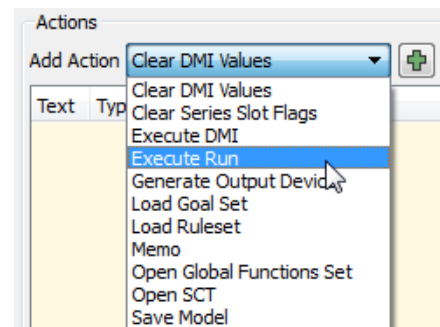 Actions
Add Action Clear DMI Values
Text Typ
Clear DMI Values
Clear Series Slot Flags
Execute DMI
Execute Run
Generate Output Device
Load Goal Set
Load Ruleset
Memo
Open Global Functions Set
Open SCT
Save Model